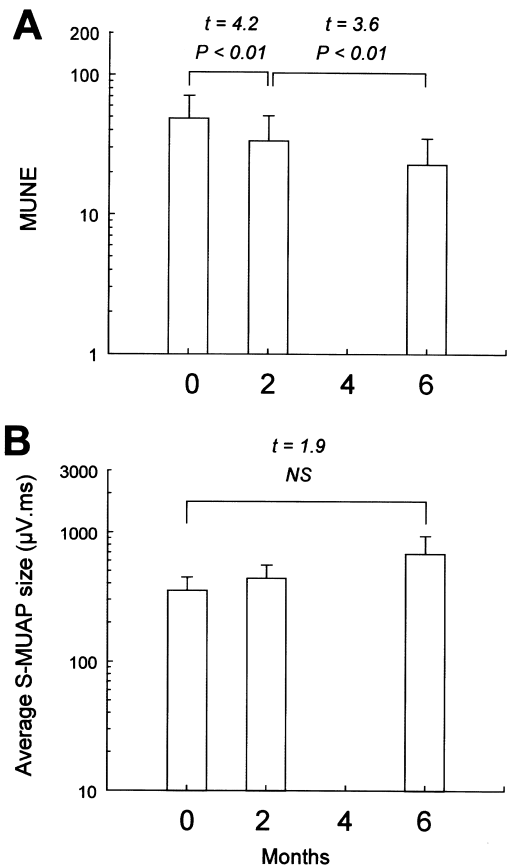 A
t = 4.2
t = 3.6
P < 0.01
P < 0.01
200
100
10
1
MUNE
0
2
4
6
B
t = 1.9
NS
3000
1000
100
10
Average S-MUAP size (µV.ms)
0
2
4
6
Months